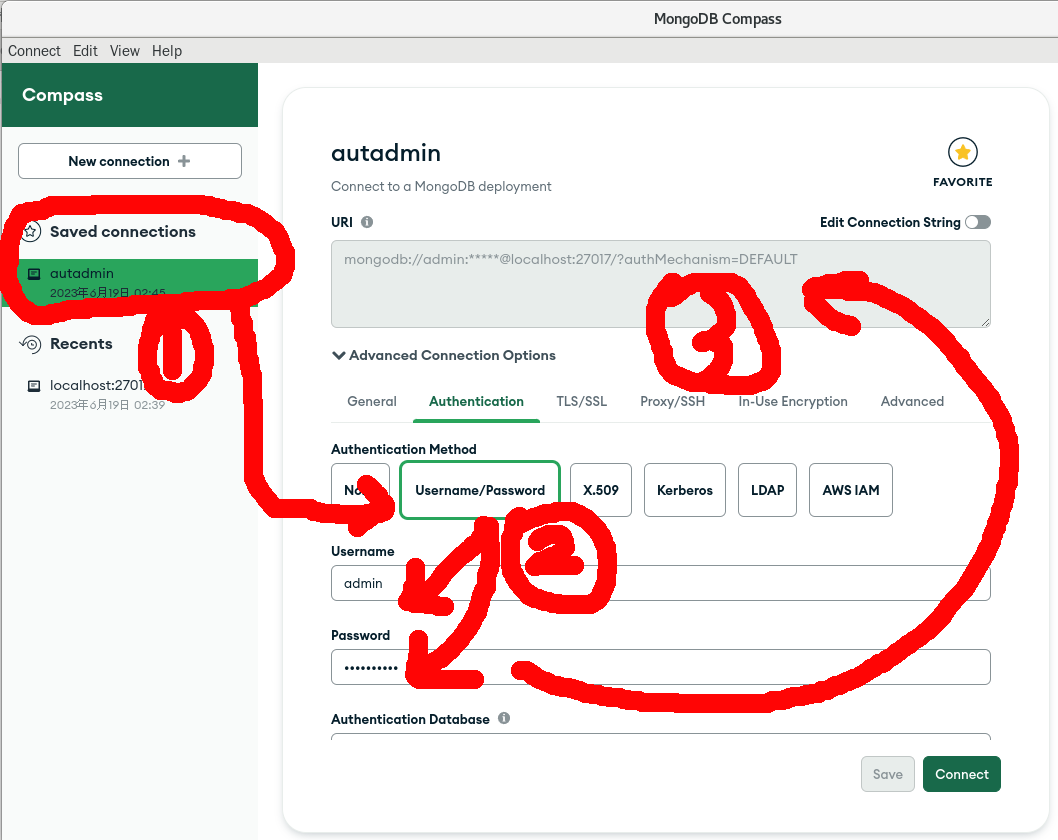 MongoDB Compass
Connect Edit View Help
Compass
New connection
Saved connections
autadmin
2023年6月19日 02:45
Recents
localhost:2701
2023年6月19日 02:39
1
autadmin
Connect to a MongoDB deployment
FAVORITE
URI
Edit Connection String
mongodb://admin:*****@localhost:27017/?authMechanism=DEFAULT
3
Advanced Connection Options
General Authentication TLS/SSL Proxy/SSH In-Use Encryption Advanced
Authentication Method
Username/Password X.509 Kerberos LDAP AWS IAM
2
Username
admin
Password
••••••••••
Authentication Database
Save Connect